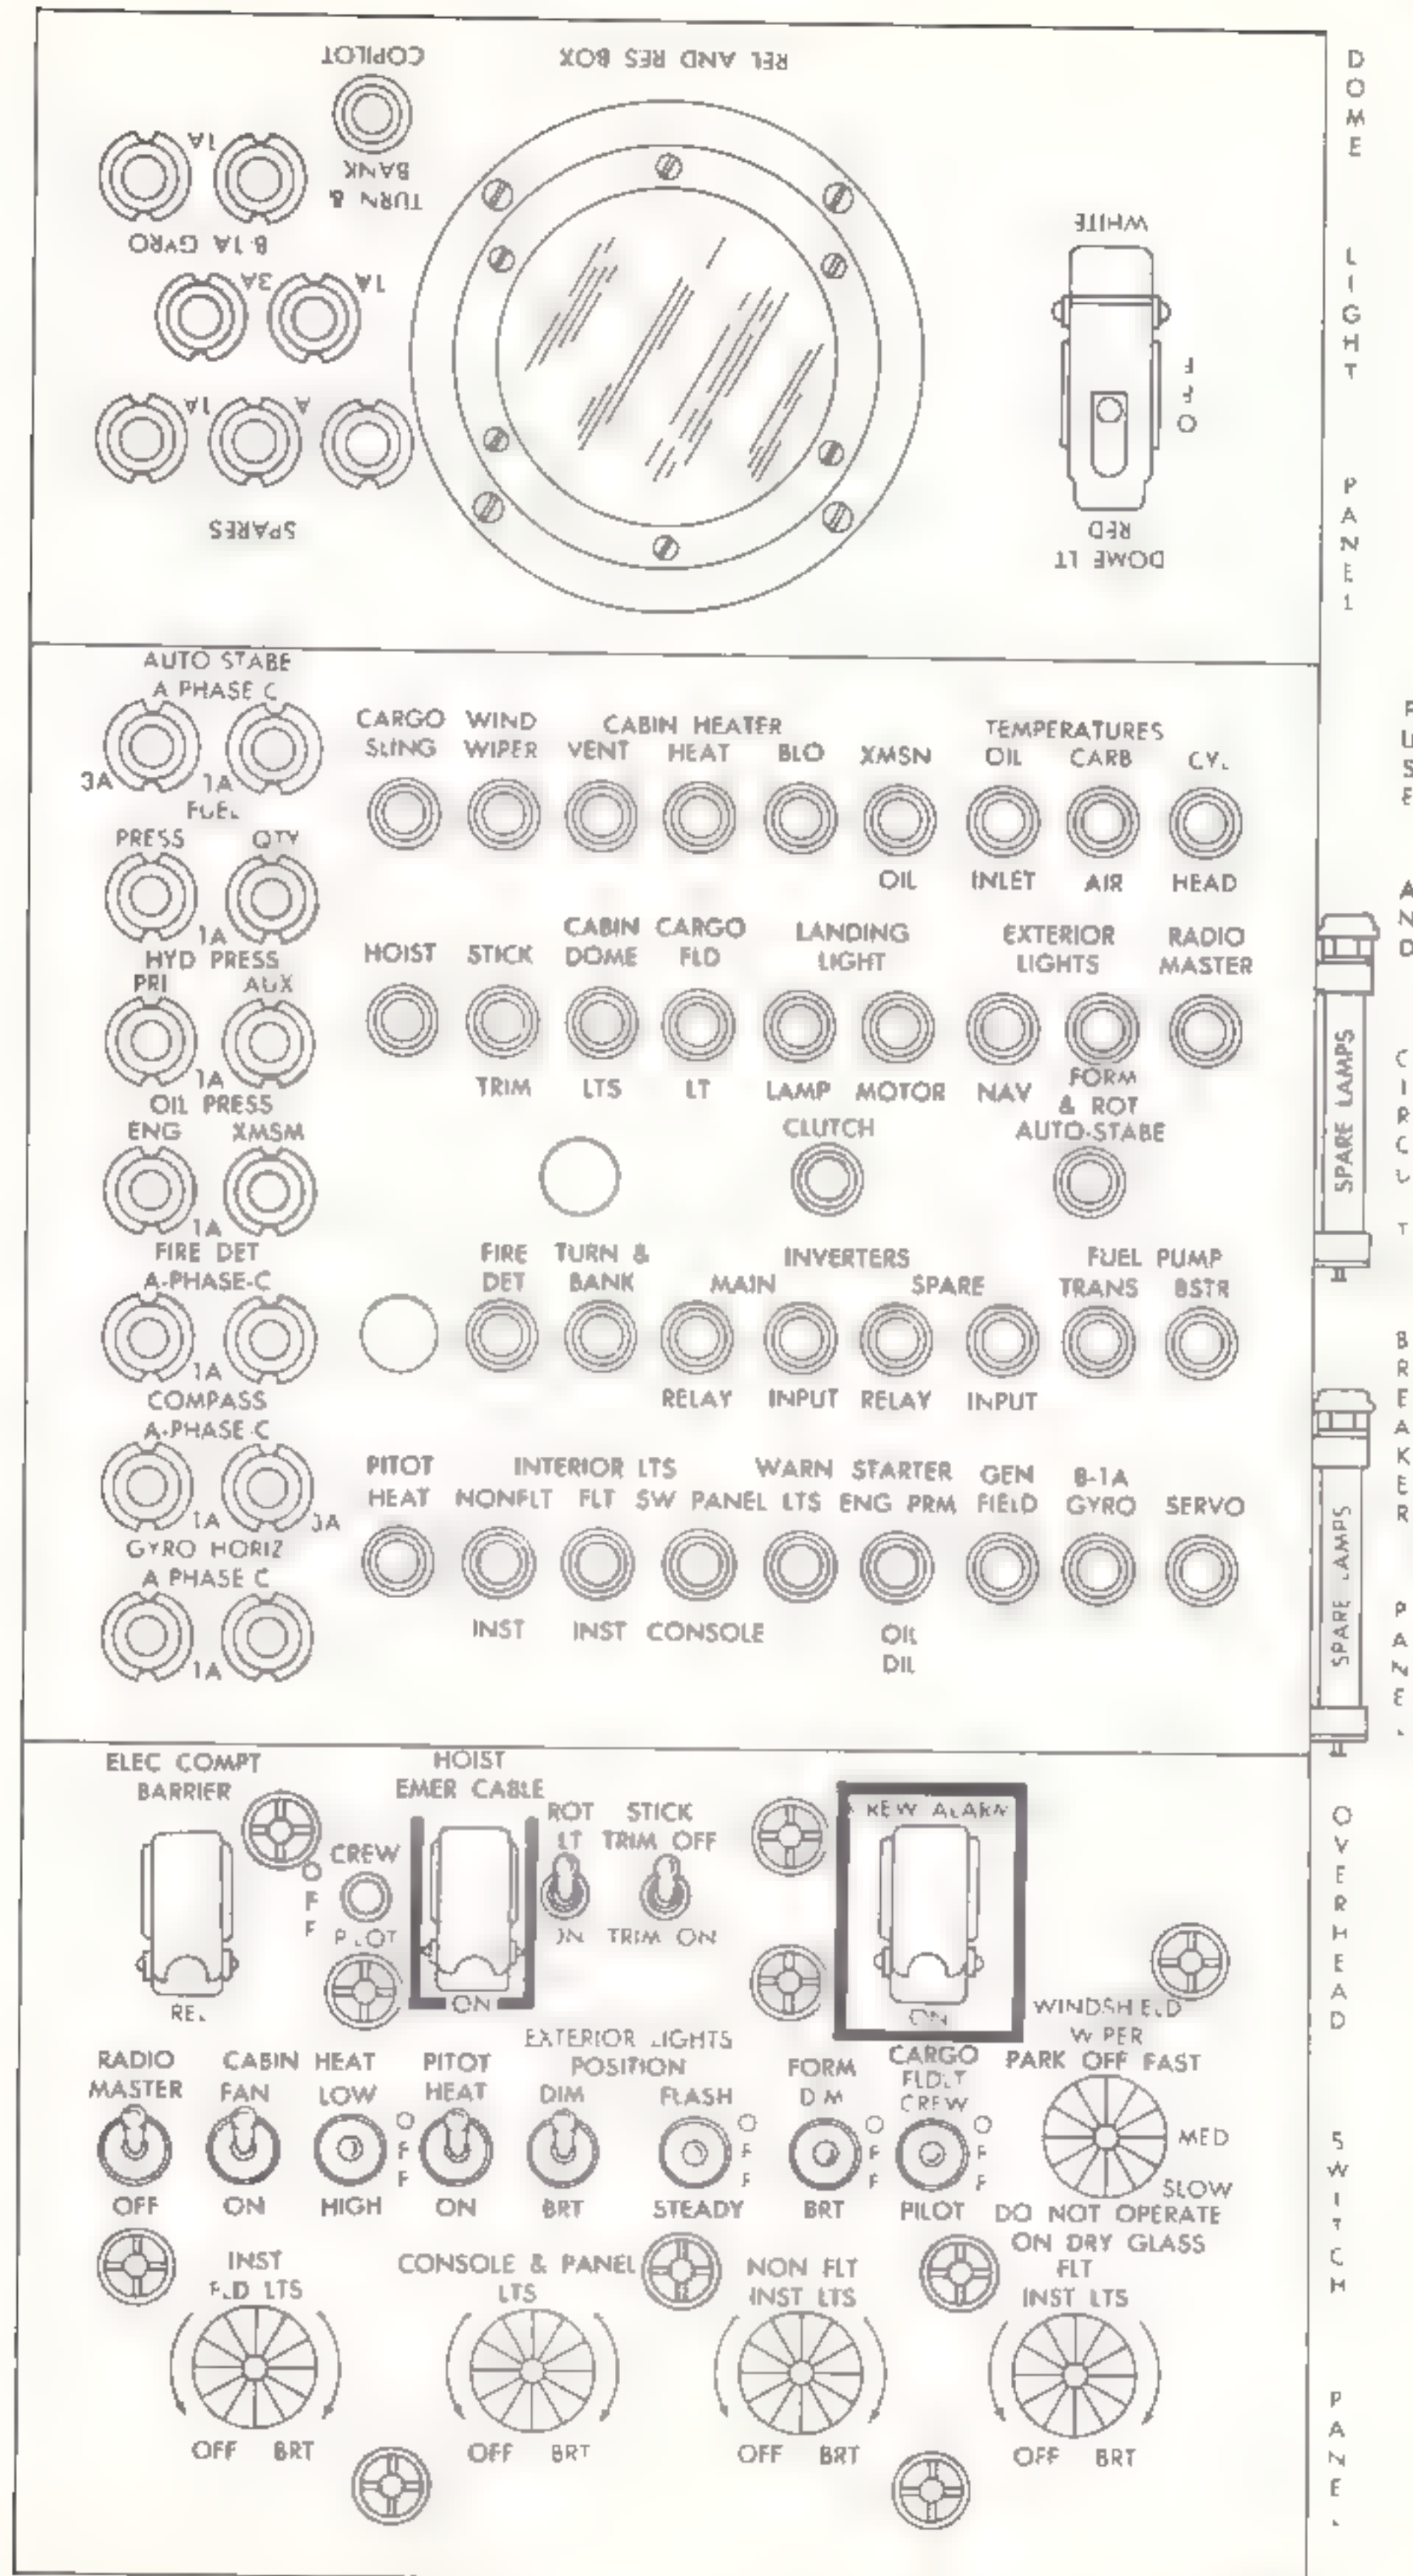 COPILOT
REL AND RES BOX
1A
BANK
TURN &
8-1A GYRO
3A 1A
1A A
SPARES
WHITE
OFF
RED
DOME LT
DOME LIGHT PANEL
AUTO STABE
A PHASE C
3A 1A
FUEL
PRESS QTY
1A
HYD PRESS
PRI AUX
1A
OIL PRESS
ENG XMSM
1A
FIRE DET
A-PHASE-C
1A
COMPASS
A-PHASE-C
1A 3A
GYRO HORIZ
A PHASE C
1A
CARGO WIND CABIN HEATER TEMPERATURES
SLING WIPER VENT HEAT BLO XMSN OIL CARB CYL
OIL INLET AIR HEAD
CABIN CARGO LANDING EXTERIOR RADIO
HOIST STICK DOME FLD LIGHT LIGHTS MASTER
TRIM LTS LT LAMP MOTOR NAV FORM
& ROT
CLUTCH AUTO-STABE
FIRE TURN & INVERTERS FUEL PUMP
DET BANK MAIN SPARE TRANS BSTR
RELAY INPUT RELAY INPUT
PITOT INTERIOR LTS WARN STARTER GEN B-1A
HEAT NONFLT FLT SW PANEL LTS ENG PRM FIELD GYRO SERVO
INST INST CONSOLE OIL
DIL
SPARE LAMPS
SPARE LAMPS
FUSE AND CIRCUIT BREAKER PANEL
ELEC COMPT
BARRIER
REL
OFF
CREW
PILOT
HOIST
EMER CABLE
ON
ROT STICK
LT TRIM OFF
ON TRIM ON
CREW ALARM
ON
WINDSHIELD
WIPER
PARK OFF FAST
MED
SLOW
DO NOT OPERATE
ON DRY GLASS
EXTERIOR LIGHTS
RADIO CABIN HEAT PITOT POSITION FORM CARGO
MASTER FAN LOW HEAT DIM FLASH DIM FLD LT
CREW
OFF OFF OFF OFF
OFF ON HIGH ON BRT STEADY BRT PILOT
INST CONSOLE & PANEL NON FLT FLT
FLD LTS LTS INST LTS INST LTS
OFF BRT OFF BRT OFF BRT OFF BRT
OVERHEAD SWITCH PANEL